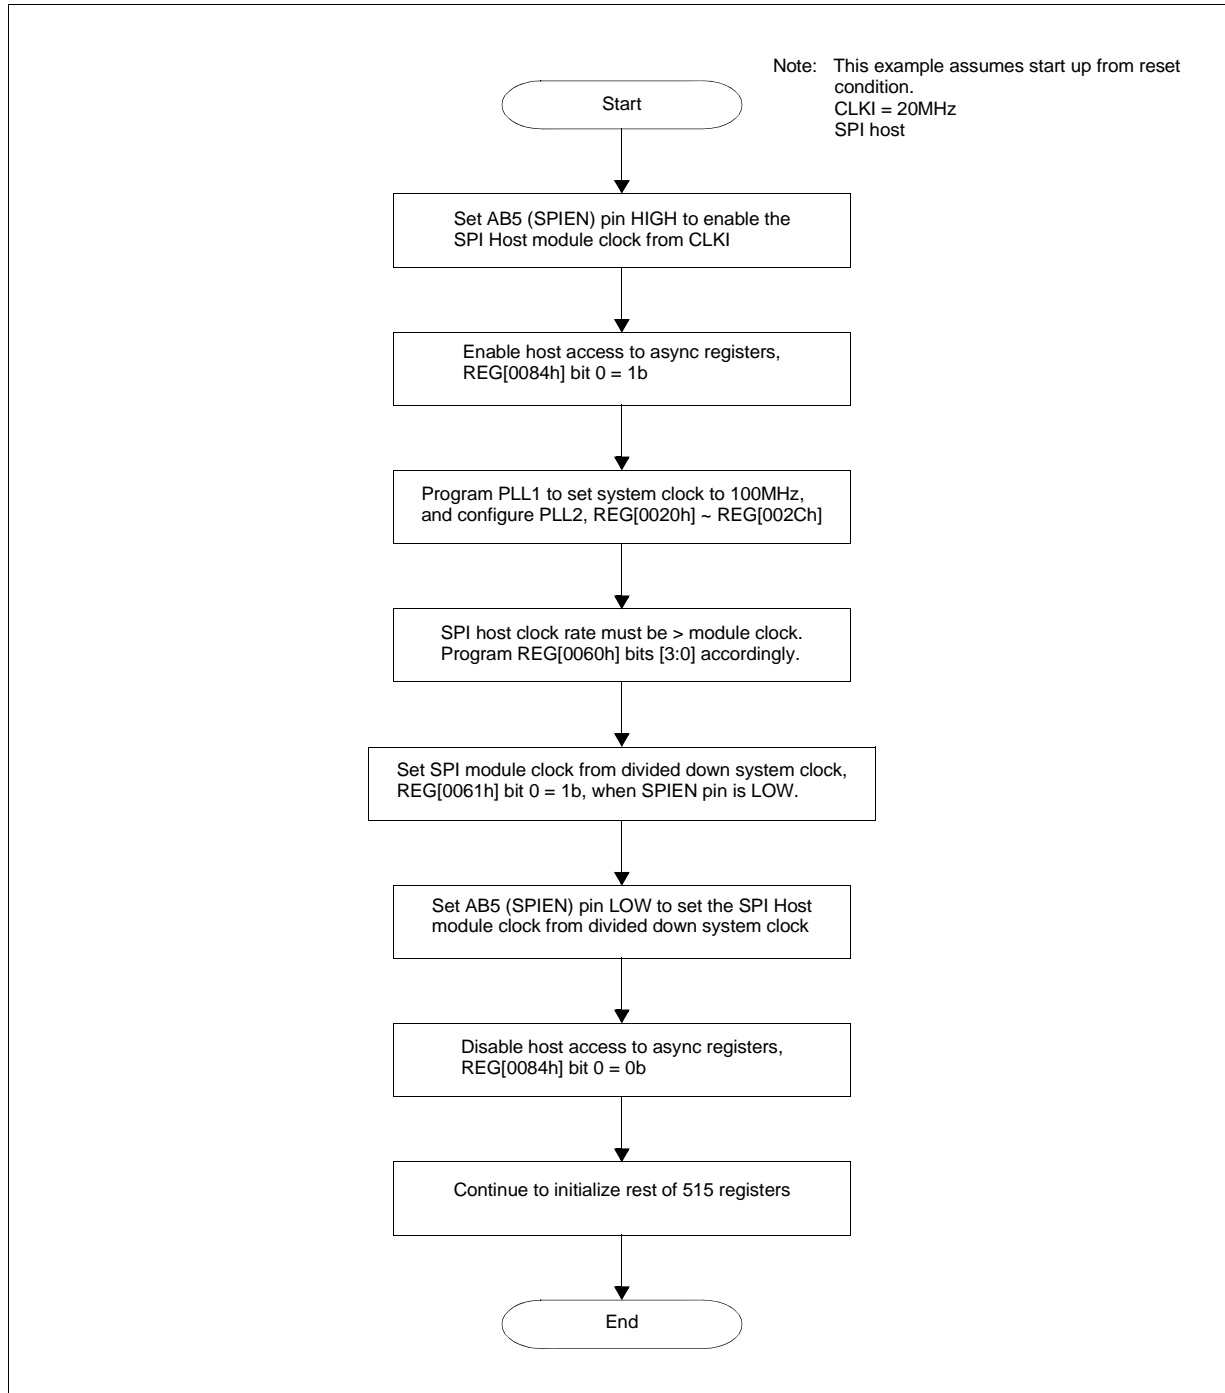 Note: This example assumes start up from reset
condition.
CLKI = 20MHz
SPI host
Start
Set AB5 (SPIEN) pin HIGH to enable the
SPI Host module clock from CLKI
Enable host access to async registers,
REG[0084h] bit 0 = 1b
Program PLL1 to set system clock to 100MHz,
and configure PLL2, REG[0020h] ~ REG[002Ch]
SPI host clock rate must be > module clock.
Program REG[0060h] bits [3:0] accordingly.
Set SPI module clock from divided down system clock,
REG[0061h] bit 0 = 1b, when SPIEN pin is LOW.
Set AB5 (SPIEN) pin LOW to set the SPI Host
module clock from divided down system clock
Disable host access to async registers,
REG[0084h] bit 0 = 0b
Continue to initialize rest of 515 registers
End